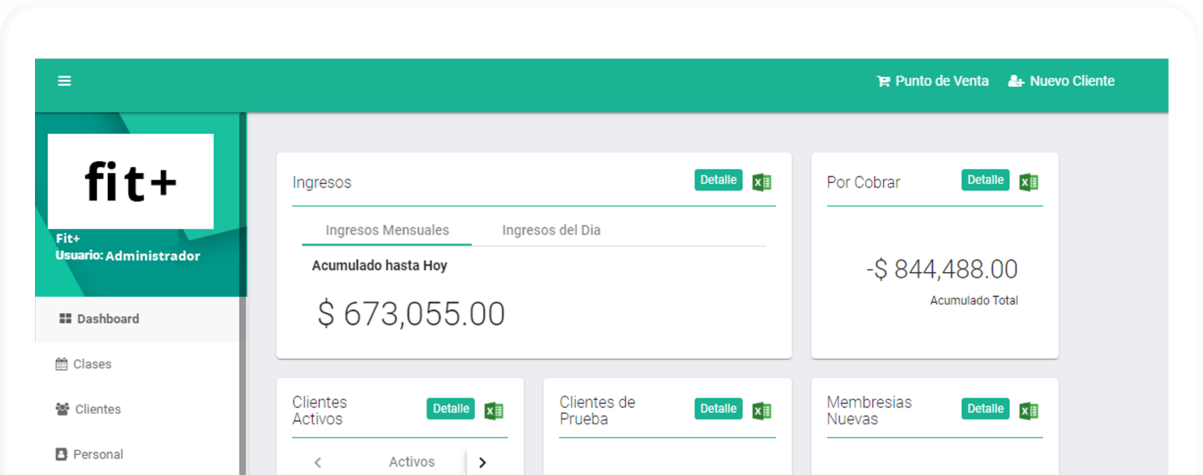 Punto de Venta Nuevo Cliente
fit+
Fit+
Usuario: Administrador
Dashboard
Clases
Clientes
Personal
Ingresos Detalle
Ingresos Mensuales Ingresos del Dia
Acumulado hasta Hoy
$ 673,055.00
Por Cobrar Detalle
-$ 844,488.00
Acumulado Total
Clientes
Activos
Detalle
Activos
Clientes de
Prueba
Detalle
Membresias
Nuevas
Detalle